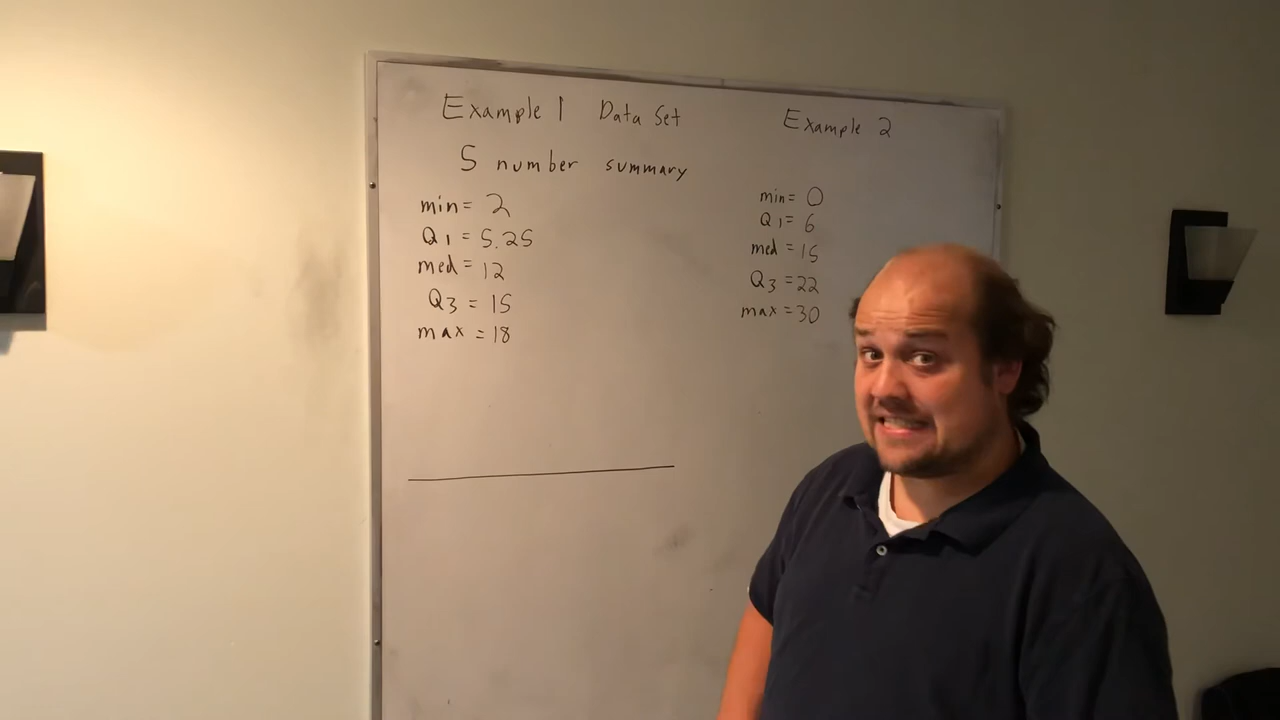 Example 1 Data Set
5 number summary
min = 2
Q1 = 5.25
med = 12
Q3 = 15
max = 18
Example 2
min = 0
Q1 = 6
med = 15
Q3 = 22
max = 30